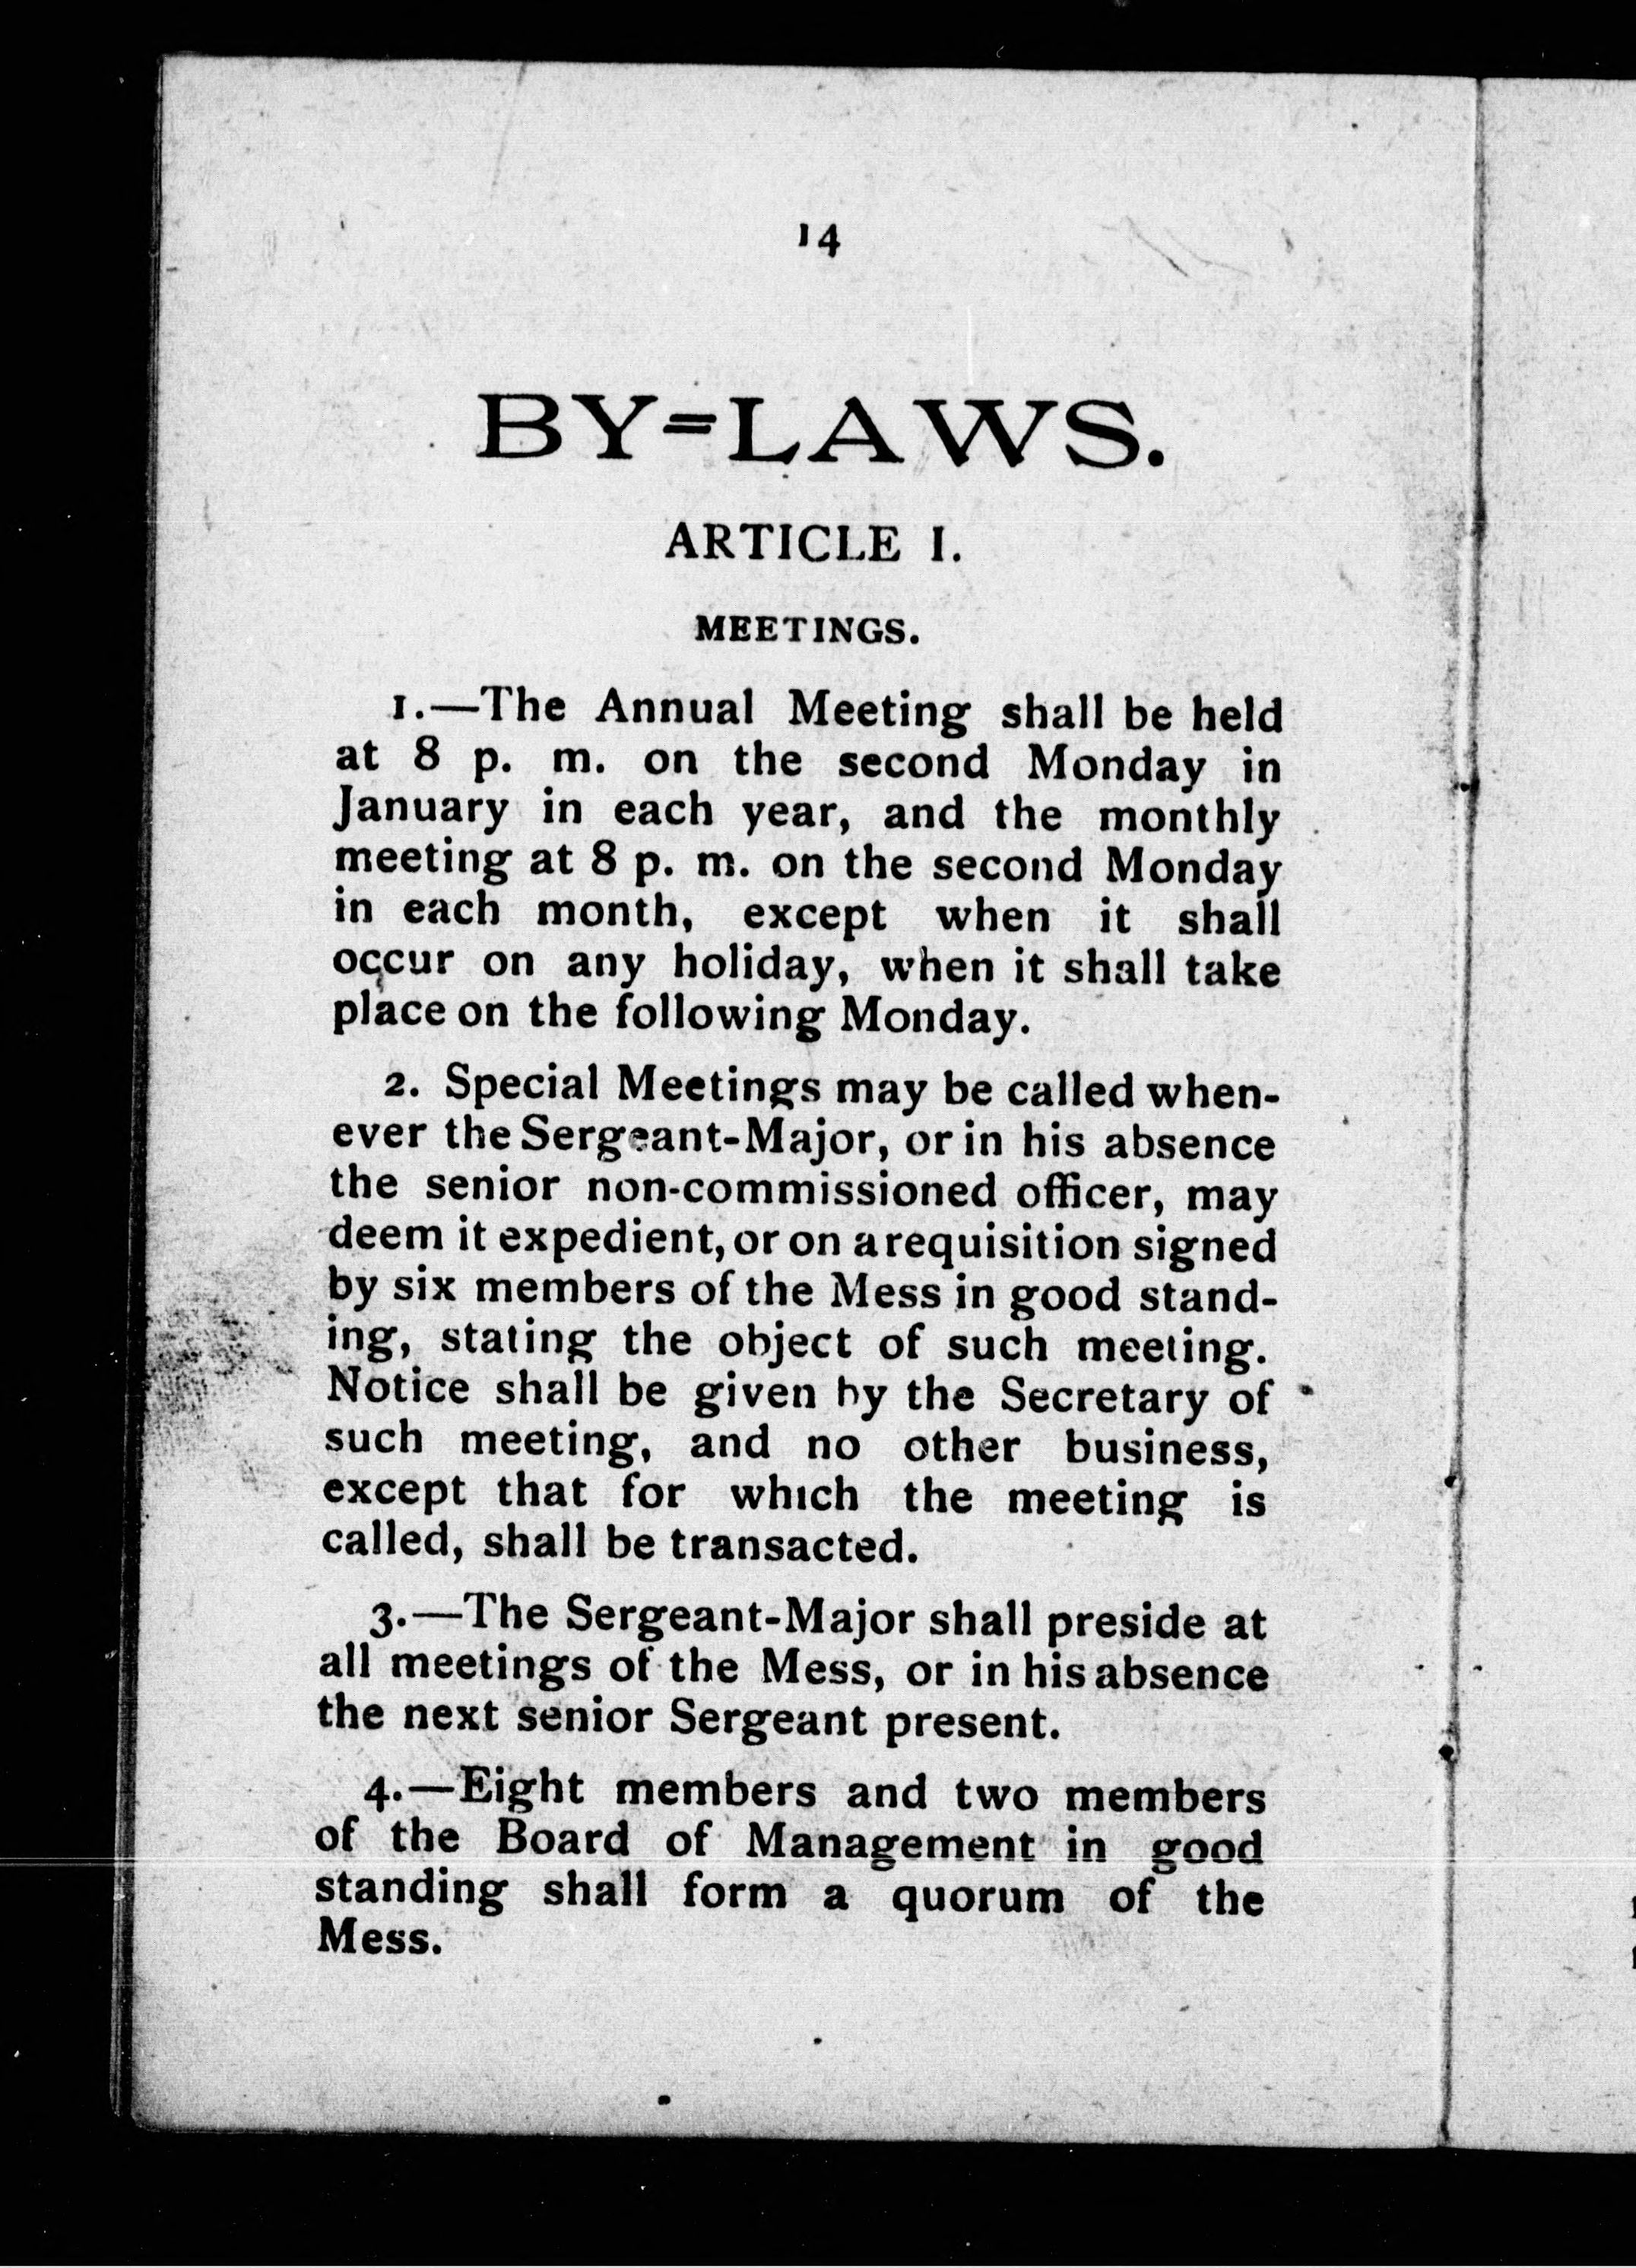 14
BY=LAWS.
ARTICLE I.
MEETINGS.
1.—The Annual Meeting shall be held
at 8 p. m. on the second Monday in
January in each year, and the monthly
meeting at 8 p. m. on the second Monday
in each month, except when it shall
occur on any holiday, when it shall take
place on the following Monday.
2. Special Meetings may be called when-
ever the Sergeant-Major, or in his absence
the senior non-commissioned officer, may
deem it expedient, or on a requisition signed
by six members of the Mess in good stand-
ing, stating the object of such meeting.
Notice shall be given by the Secretary of
such meeting, and no other business,
except that for which the meeting is
called, shall be transacted.
3.—The Sergeant-Major shall preside at
all meetings of the Mess, or in his absence
the next senior Sergeant present.
4.—Eight members and two members
of the Board of Management in good
standing shall form a quorum of the
Mess.